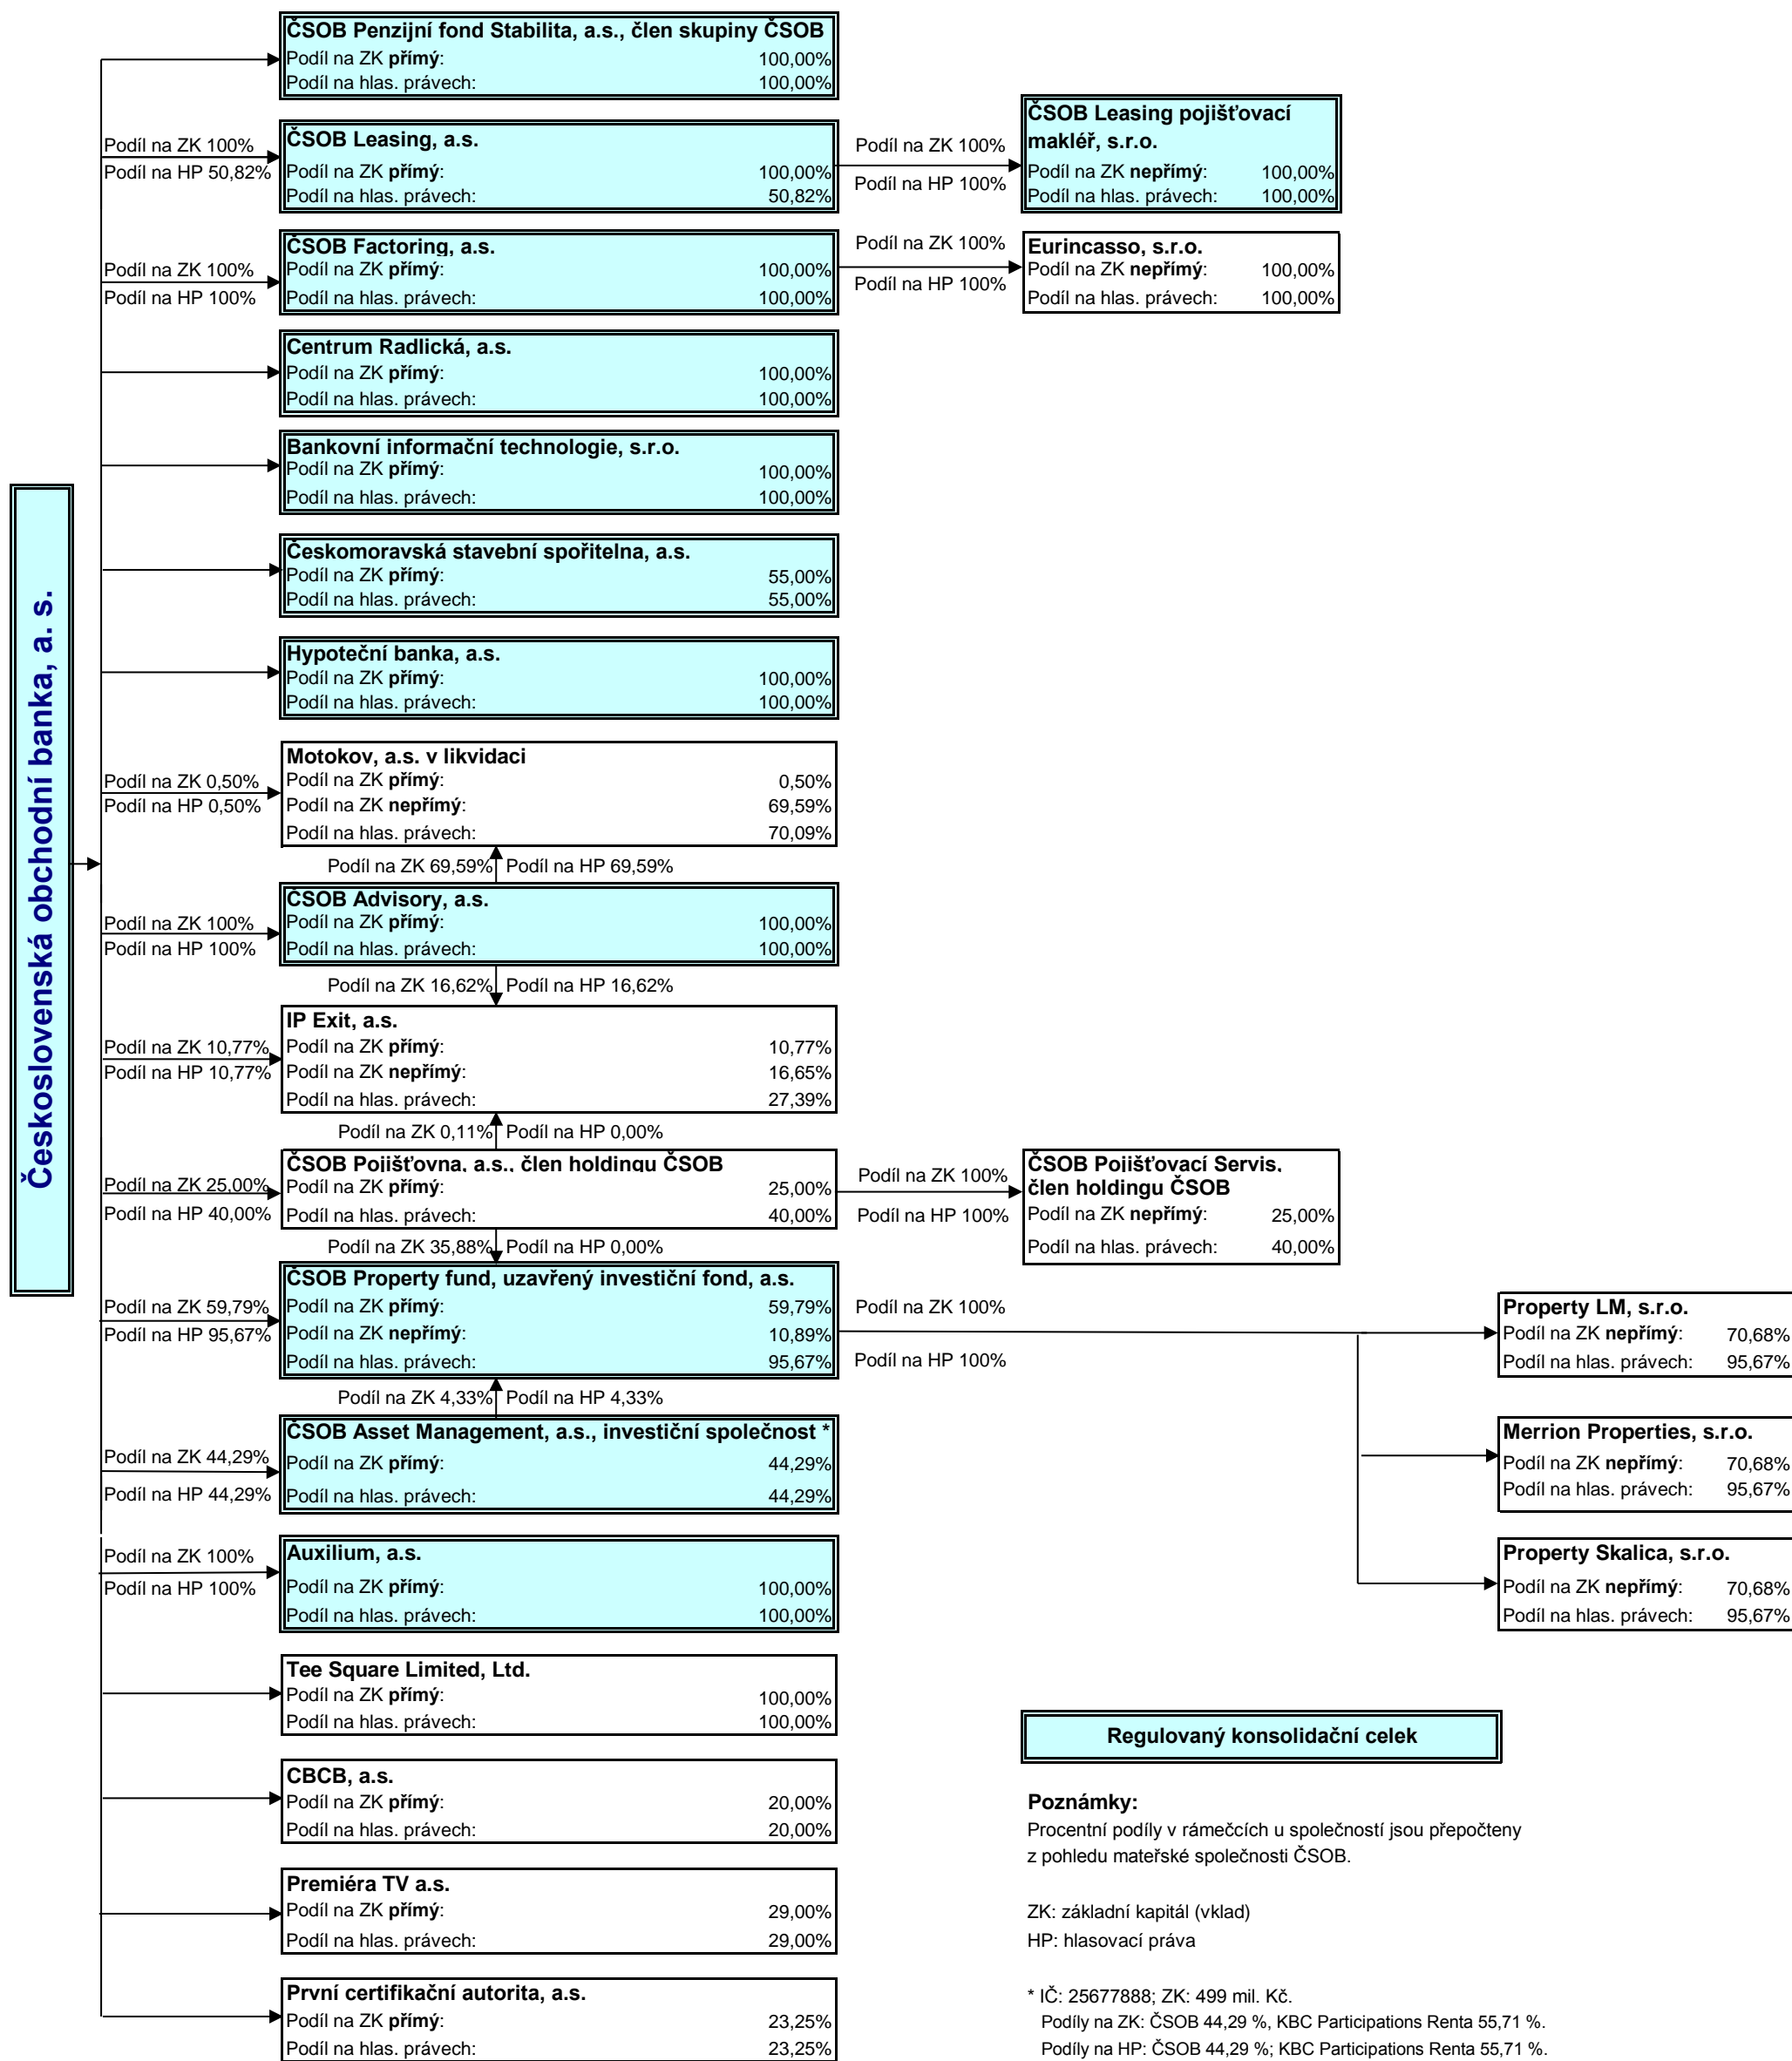 Československá obchodní banka, a. s.
ČSOB Penzijní fond Stabilita, a.s., člen skupiny ČSOB
Podíl na ZK přímý: 100,00%
Podíl na hlas. právech: 100,00%
Podíl na ZK 100%
Podíl na HP 50,82%
ČSOB Leasing, a.s.
Podíl na ZK přímý: 100,00%
Podíl na hlas. právech: 50,82%
Podíl na ZK 100%
Podíl na HP 100%
ČSOB Leasing pojišťovací
makléř, s.r.o.
Podíl na ZK nepřímý: 100,00%
Podíl na hlas. právech: 100,00%
Podíl na ZK 100%
Podíl na HP 100%
ČSOB Factoring, a.s.
Podíl na ZK přímý: 100,00%
Podíl na hlas. právech: 100,00%
Podíl na ZK 100%
Podíl na HP 100%
Eurincasso, s.r.o.
Podíl na ZK nepřímý: 100,00%
Podíl na hlas. právech: 100,00%
Centrum Radlická, a.s.
Podíl na ZK přímý: 100,00%
Podíl na hlas. právech: 100,00%
Bankovní informační technologie, s.r.o.
Podíl na ZK přímý: 100,00%
Podíl na hlas. právech: 100,00%
Českomoravská stavební spořitelna, a.s.
Podíl na ZK přímý: 55,00%
Podíl na hlas. právech: 55,00%
Hypoteční banka, a.s.
Podíl na ZK přímý: 100,00%
Podíl na hlas. právech: 100,00%
Podíl na ZK 0,50%
Podíl na HP 0,50%
Motokov, a.s. v likvidaci
Podíl na ZK přímý: 0,50%
Podíl na ZK nepřímý: 69,59%
Podíl na hlas. právech: 70,09%
Podíl na ZK 69,59% Podíl na HP 69,59%
Podíl na ZK 100%
Podíl na HP 100%
ČSOB Advisory, a.s.
Podíl na ZK přímý: 100,00%
Podíl na hlas. právech: 100,00%
Podíl na ZK 16,62% Podíl na HP 16,62%
Podíl na ZK 10,77%
Podíl na HP 10,77%
IP Exit, a.s.
Podíl na ZK přímý: 10,77%
Podíl na ZK nepřímý: 16,65%
Podíl na hlas. právech: 27,39%
Podíl na ZK 0,11% Podíl na HP 0,00%
Podíl na ZK 25,00%
Podíl na HP 40,00%
ČSOB Pojišťovna, a.s., člen holdingu ČSOB
Podíl na ZK přímý: 25,00%
Podíl na hlas. právech: 40,00%
Podíl na ZK 100%
Podíl na HP 100%
ČSOB Pojišťovací Servis,
člen holdingu ČSOB
Podíl na ZK nepřímý: 25,00%
Podíl na hlas. právech: 40,00%
Podíl na ZK 35,88% Podíl na HP 0,00%
Podíl na ZK 59,79%
Podíl na HP 95,67%
ČSOB Property fund, uzavřený investiční fond, a.s.
Podíl na ZK přímý: 59,79%
Podíl na ZK nepřímý: 10,89%
Podíl na hlas. právech: 95,67%
Podíl na ZK 100%
Podíl na HP 100%
Property LM, s.r.o.
Podíl na ZK nepřímý: 70,68%
Podíl na hlas. právech: 95,67%
Podíl na ZK 4,33% Podíl na HP 4,33%
Podíl na ZK 44,29%
Podíl na HP 44,29%
ČSOB Asset Management, a.s., investiční společnost *
Podíl na ZK přímý: 44,29%
Podíl na hlas. právech: 44,29%
Merrion Properties, s.r.o.
Podíl na ZK nepřímý: 70,68%
Podíl na hlas. právech: 95,67%
Podíl na ZK 100%
Podíl na HP 100%
Auxilium, a.s.
Podíl na ZK přímý: 100,00%
Podíl na hlas. právech: 100,00%
Property Skalica, s.r.o.
Podíl na ZK nepřímý: 70,68%
Podíl na hlas. právech: 95,67%
Tee Square Limited, Ltd.
Podíl na ZK přímý: 100,00%
Podíl na hlas. právech: 100,00%
CBCB, a.s.
Podíl na ZK přímý: 20,00%
Podíl na hlas. právech: 20,00%
Premiéra TV a.s.
Podíl na ZK přímý: 29,00%
Podíl na hlas. právech: 29,00%
První certifikační autorita, a.s.
Podíl na ZK přímý: 23,25%
Podíl na hlas. právech: 23,25%
Regulovaný konsolidační celek
Poznámky:
Procentní podíly v rámečcích u společností jsou přepočteny
z pohledu mateřské společnosti ČSOB.
ZK: základní kapitál (vklad)
HP: hlasovací práva
* IČ: 25677888; ZK: 499 mil. Kč.
Podíly na ZK: ČSOB 44,29 %, KBC Participations Renta 55,71 %.
Podíly na HP: ČSOB 44,29 %; KBC Participations Renta 55,71 %.